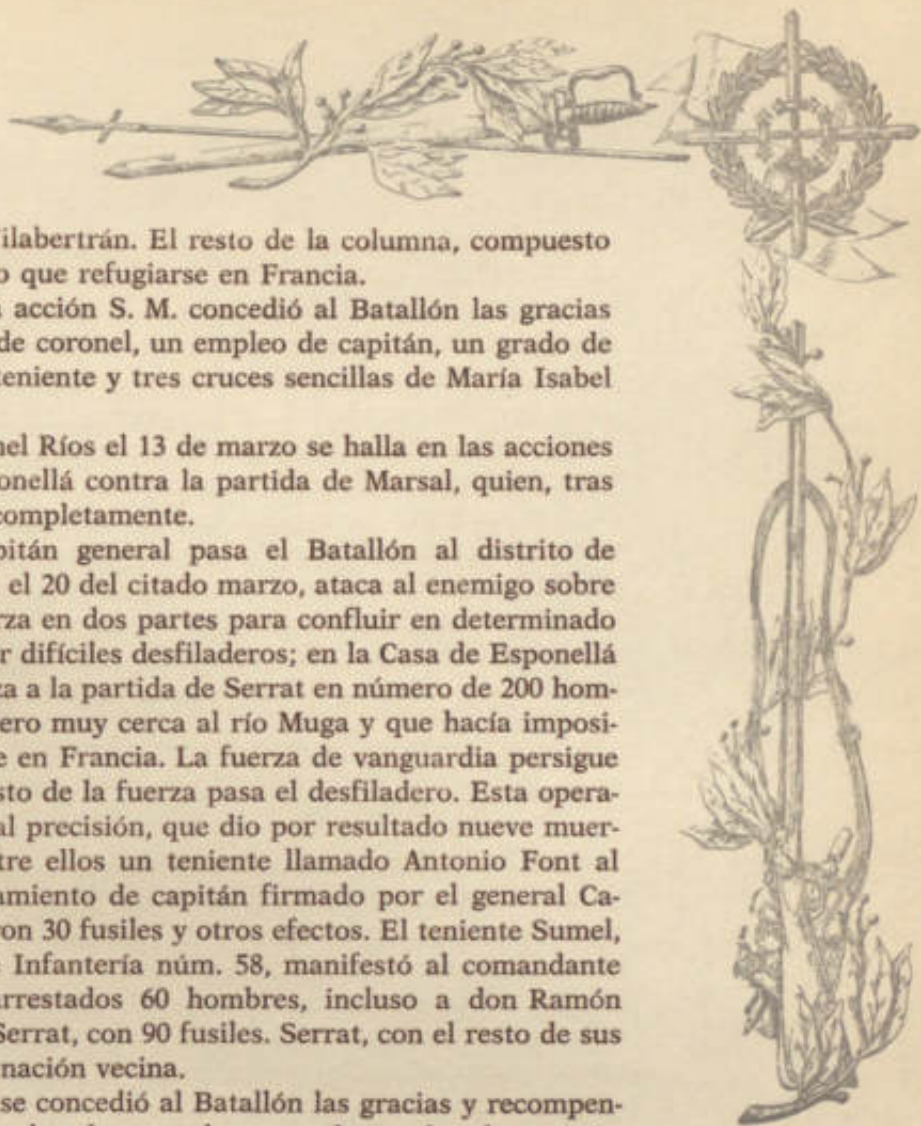 ilabertrán. El resto de la columna, compuesto
o que refugiarse en Francia.
acción S. M. concedió al Batallón las gracias
de coronel, un empleo de capitán, un grado de
teniente y tres cruces sencillas de María Isabel
nel Ríos el 13 de marzo se halla en las acciones
ponellá contra la partida de Marsal, quien, tras
completamente.
pitán general pasa el Batallón al distrito de
el 20 del citado marzo, ataca al enemigo sobre
rza en dos partes para confluir en determinado
r difíciles desfiladeros; en la Casa de Esponellá
za a la partida de Serrat en número de 200 hom-
ero muy cerca al río Muga y que hacía imposi-
e en Francia. La fuerza de vanguardia persigue
sto de la fuerza pasa el desfiladero. Esta opera-
al precisión, que dio por resultado nueve muer-
tre ellos un teniente llamado Antonio Font al
amiento de capitán firmado por el general Ca-
ron 30 fusiles y otros efectos. El teniente Sumel,
Infantería núm. 58, manifestó al comandante
arrestados 60 hombres, incluso a don Ramón
Serrat, con 90 fusiles. Serrat, con el resto de sus
nación vecina.
se concedió al Batallón las gracias y recompen-